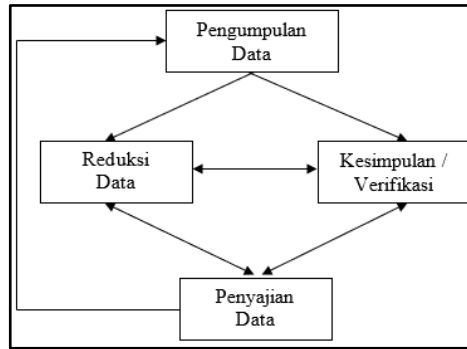 Pengumpulan
Data
Reduksi
Data
Kesimpulan /
Verifikasi
Penyajian
Data